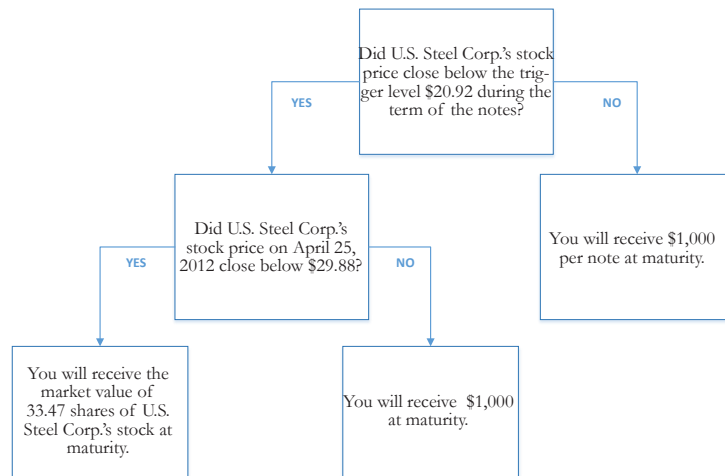 Did U.S. Steel Corp.'s stock
price close below the trig-
ger level $20.92 during the
term of the notes?
YES
NO
Did U.S. Steel Corp.'s
stock price on April 25,
2012 close below $29.88?
You will receive $1,000
per note at maturity.
YES
NO
You will receive the
market value of
33.47 shares of U.S.
Steel Corp.'s stock at
maturity.
You will receive $1,000
at maturity.